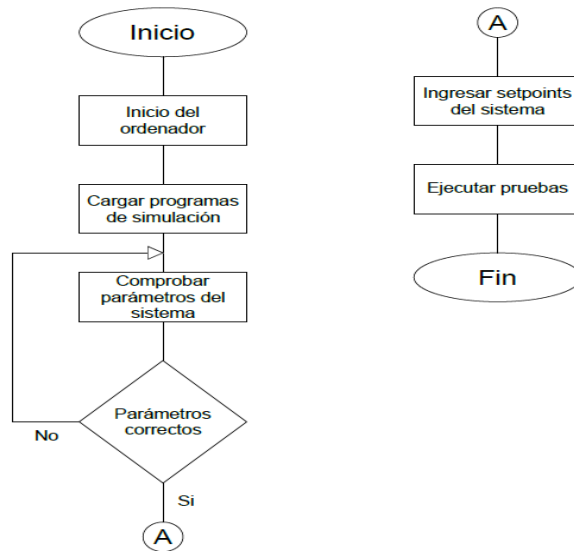 Inicio
Inicio del
ordenador
Cargar programas
de simulación
Comprobar
parámetros del
sistema
Parámetros
correctos
No
Si
A
A
Ingresar setpoints
del sistema
Ejecutar pruebas
Fin